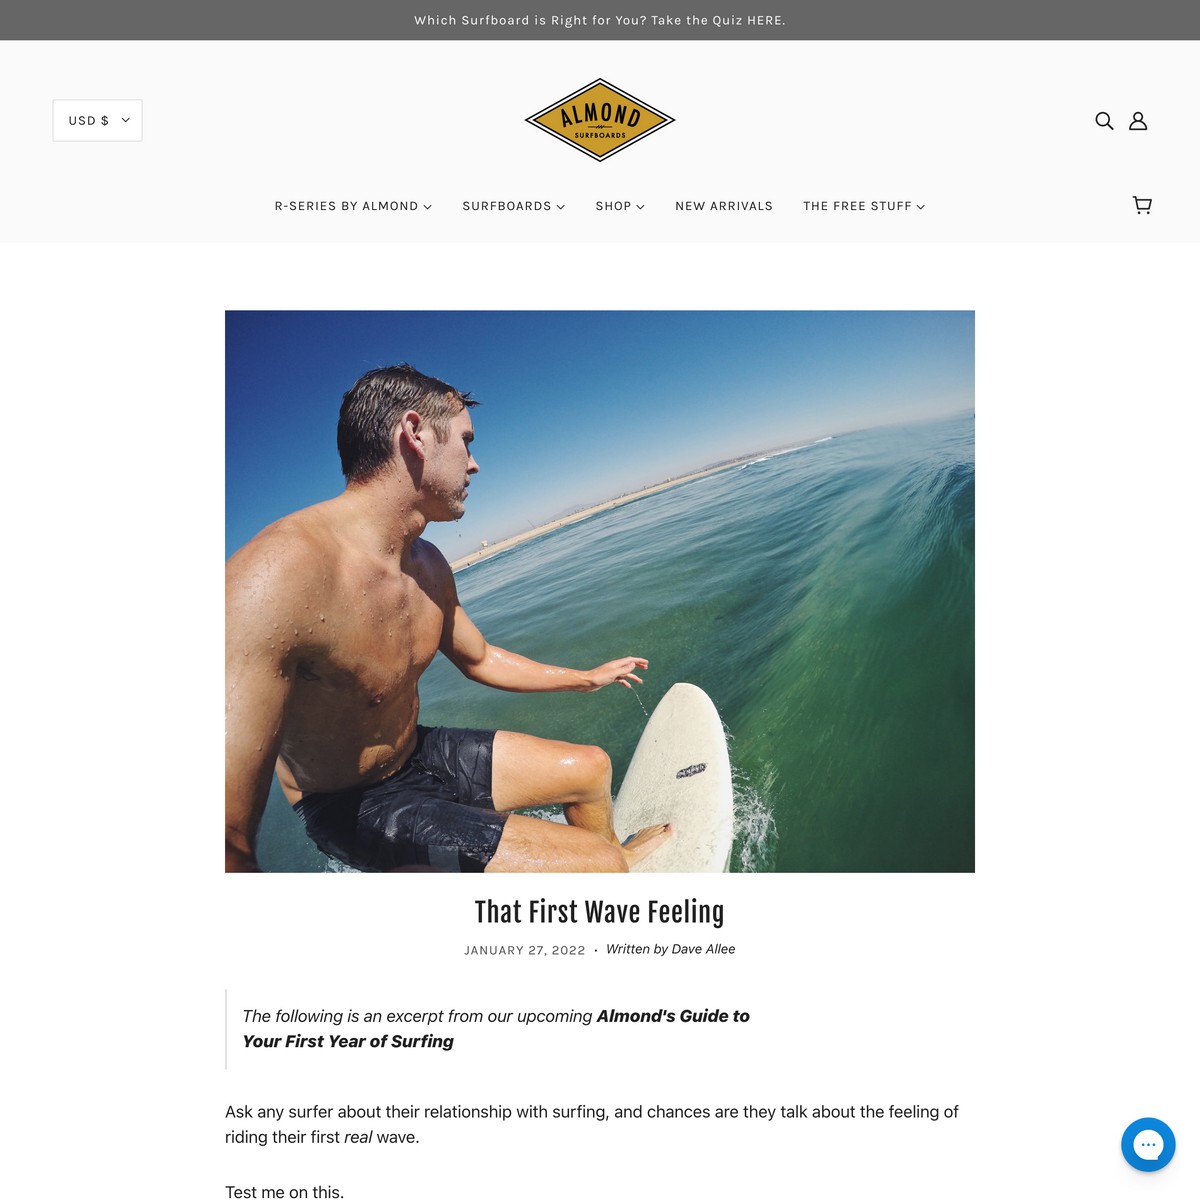 Which Surfboard is Right for You? Take the Quiz HERE.
USD $
ALMOND
SURFBOARDS
R-SERIES BY ALMOND
SURFBOARDS
SHOP
NEW ARRIVALS
THE FREE STUFF
That First Wave Feeling
JANUARY 27, 2022 • Written by Dave Allee
The following is an excerpt from our upcoming Almond's Guide to
Your First Year of Surfing
Ask any surfer about their relationship with surfing, and chances are they talk about the feeling of
riding their first real wave.
Test me on this.